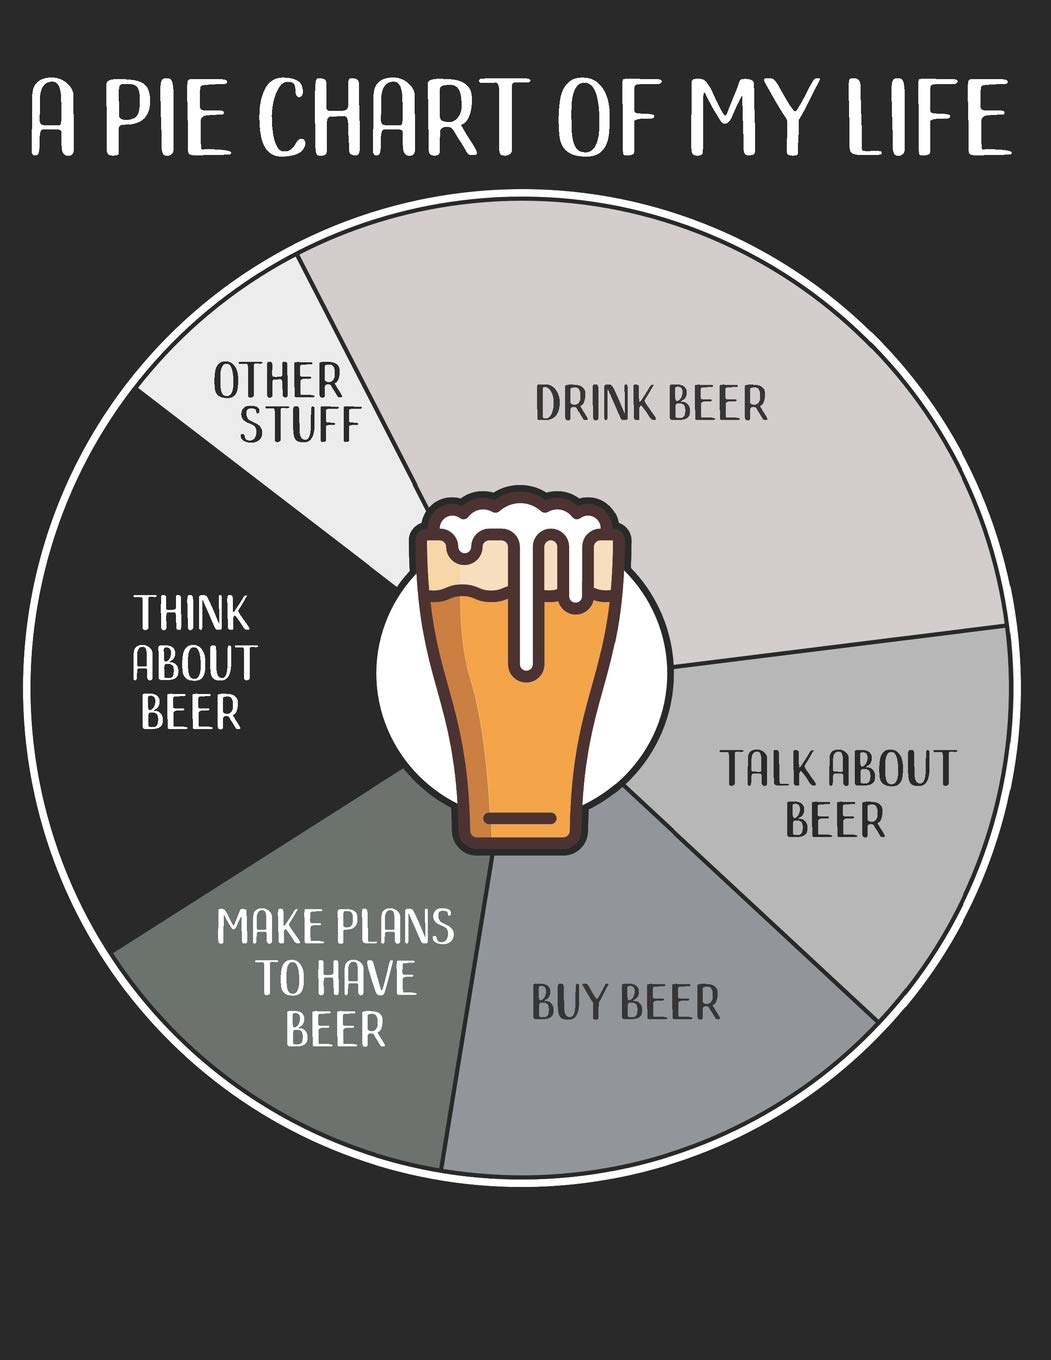 A PIE CHART OF MY LIFE
OTHER
STUFF
DRINK BEER
THINK
ABOUT
BEER
TALK ABOUT
BEER
MAKE PLANS
TO HAVE
BEER
BUY BEER